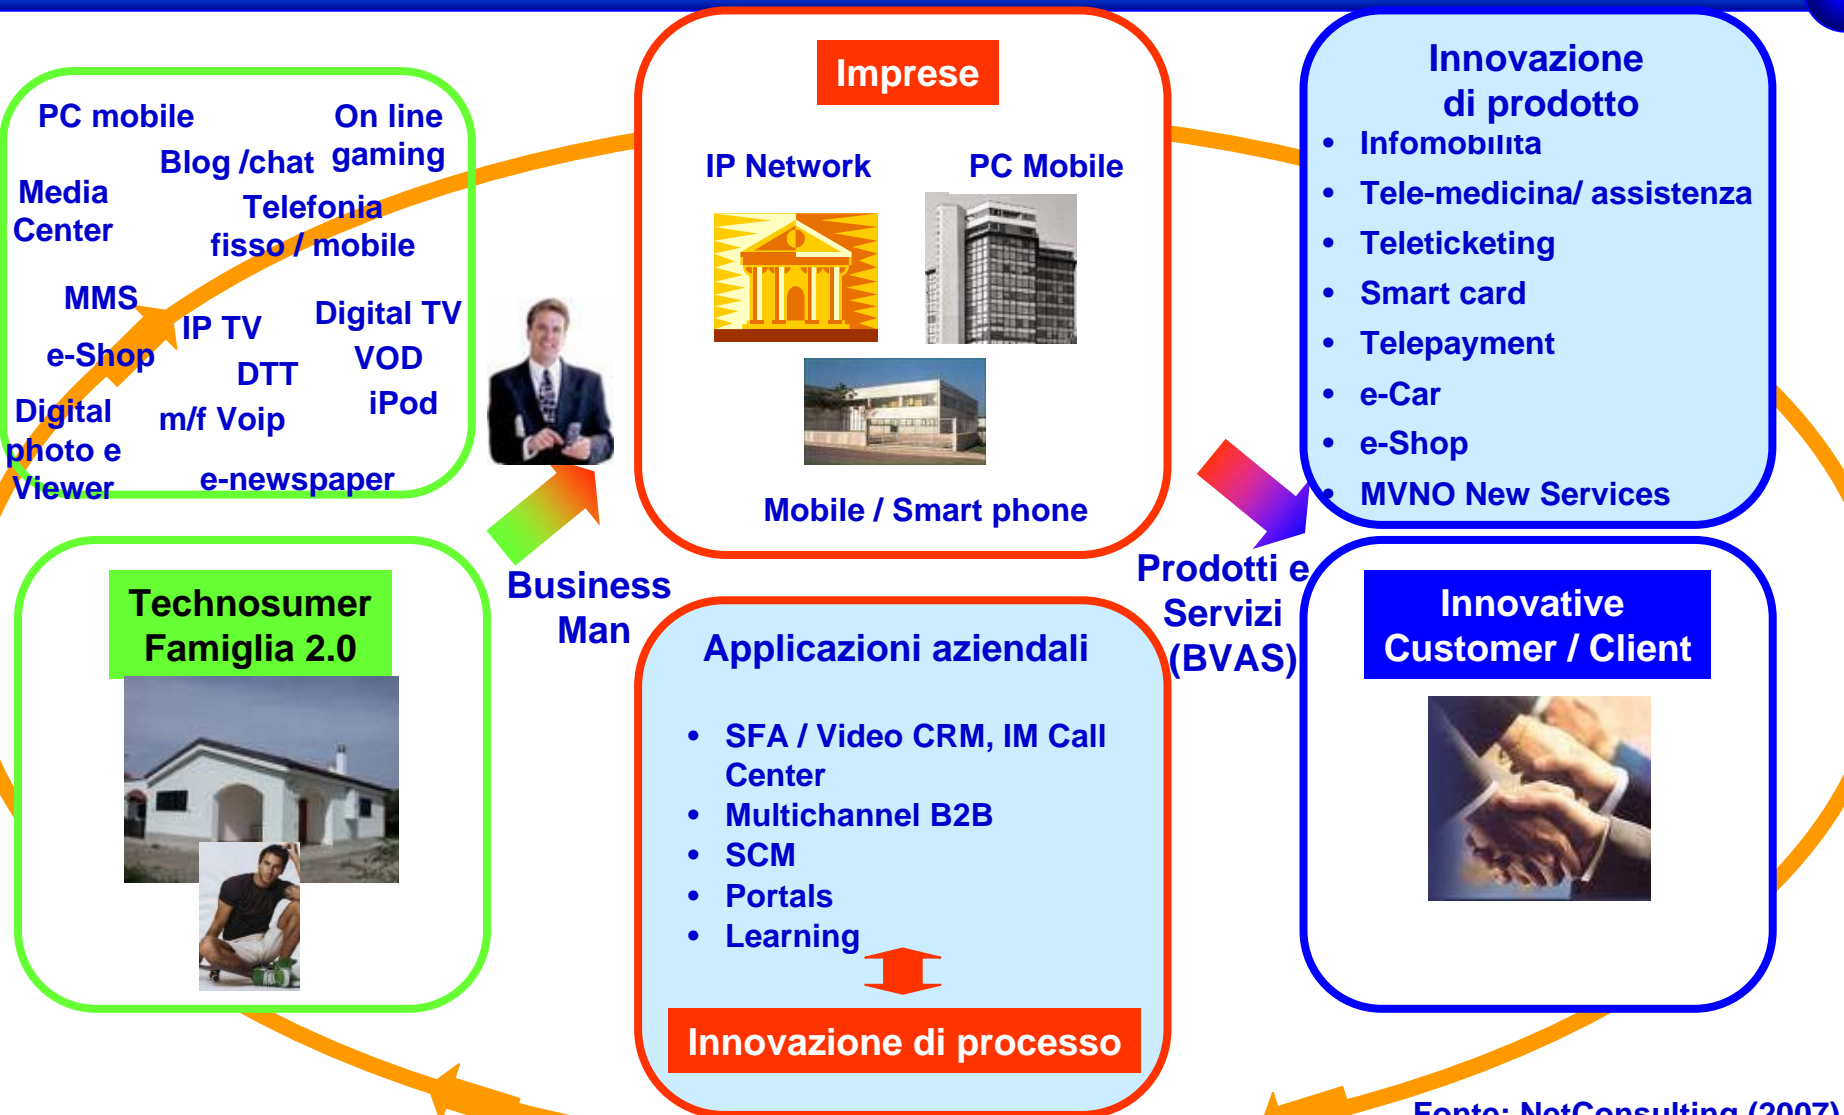 PC mobile
On line
gaming
Blog /chat
Media
Center
Telefonia
fisso / mobile
MMS
IP TV
Digital TV
e-Shop
DTT
VOD
iPod
Digital
photo e
Viewer
m/f Voip
e-newspaper
Technosumer
Famiglia 2.0
Business
Man
Imprese
IP Network
PC Mobile
Mobile / Smart phone
Applicazioni aziendali
• SFA / Video CRM, IM Call
Center
• Multichannel B2B
• SCM
• Portals
• Learning
Innovazione di processo
Prodotti e
Servizi
(BVAS)
Innovazione
di prodotto
• Infomobilita
• Tele-medicina/ assistenza
• Teleticketing
• Smart card
• Telepayment
• e-Car
• e-Shop
• MVNO New Services
Innovative
Customer / Client
Fonte: NetConsulting (2007)